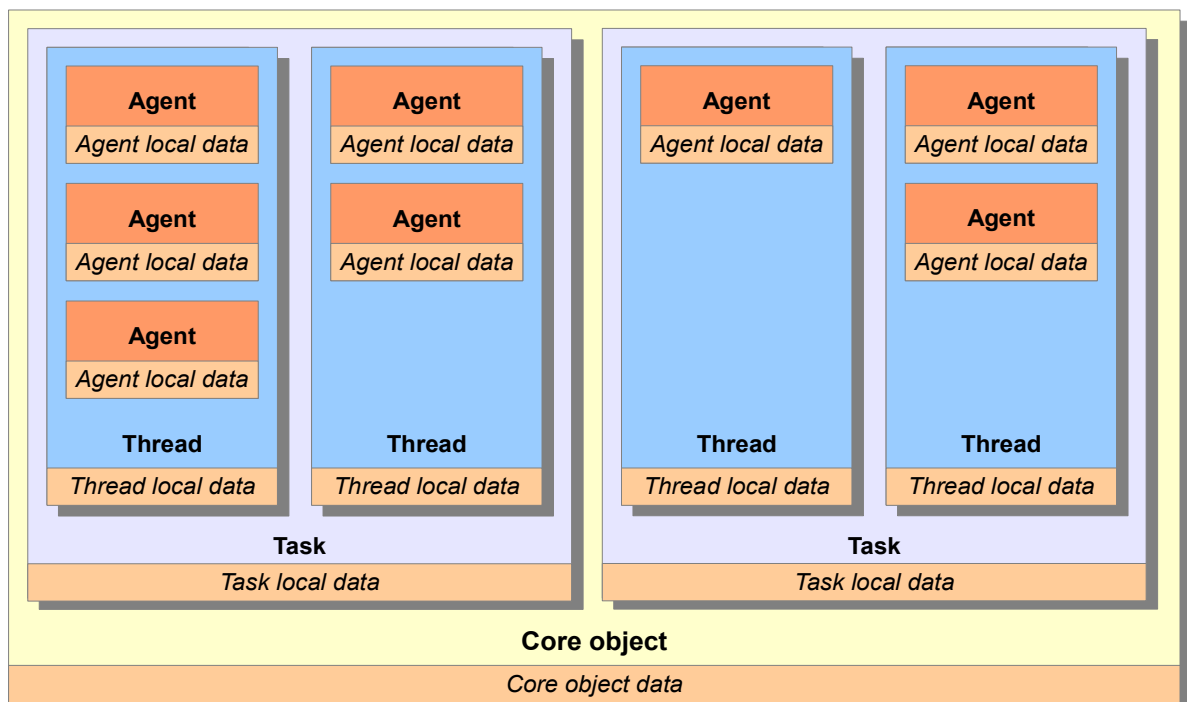 Agent
Agent local data
Agent
Agent local data
Agent
Agent local data
Thread
Thread local data
Agent
Agent local data
Agent
Agent local data
Thread
Thread local data
Task
Task local data
Agent
Agent local data
Thread
Thread local data
Agent
Agent local data
Agent
Agent local data
Thread
Thread local data
Task
Task local data
Core object
Core object data